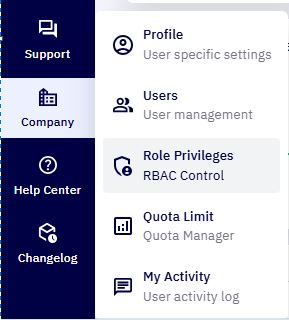 Support
Company
Help Center
Changelog
Profile
User specific settings
Users
User management
Role Privileges
RBAC Control
Quota Limit
Quota Manager
My Activity
User activity log